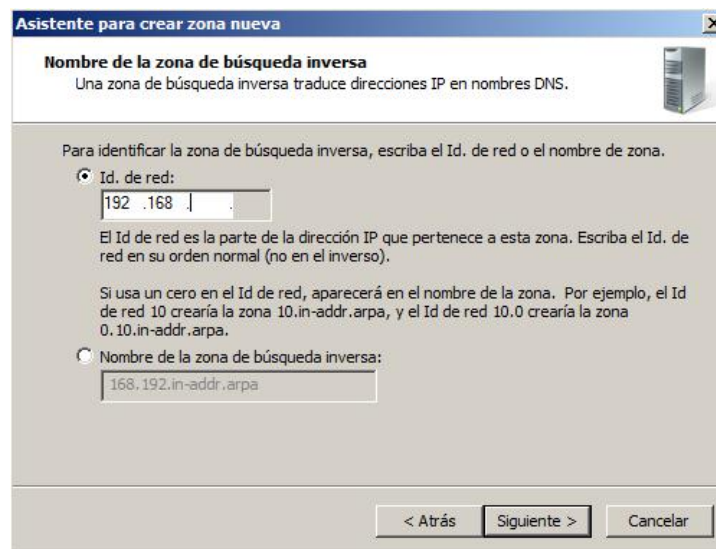 Asistente para crear zona nueva
Nombre de la zona de búsqueda inversa
Una zona de búsqueda inversa traduce direcciones IP en nombres DNS.
Para identificar la zona de búsqueda inversa, escriba el Id. de red o el nombre de zona.
Id. de red:
192 .168 . .
El Id de red es la parte de la dirección IP que pertenece a esta zona. Escriba el Id. de
red en su orden normal (no en el inverso).
Si usa un cero en el Id de red, aparecerá en el nombre de la zona. Por ejemplo, el Id
de red 10 crearía la zona 10.in-addr.arpa, y el Id de red 10.0 crearía la zona
0.10.in-addr.arpa.
Nombre de la zona de búsqueda inversa:
168.192.in-addr.arpa
< Atrás Siguiente > Cancelar